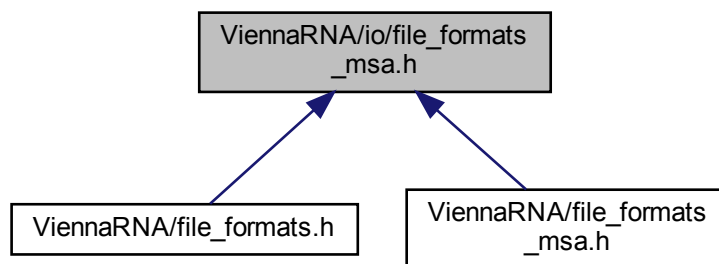 ViennaRNA/io/file_formats
_msa.h
ViennaRNA/file_formats.h
ViennaRNA/file_formats
_msa.h